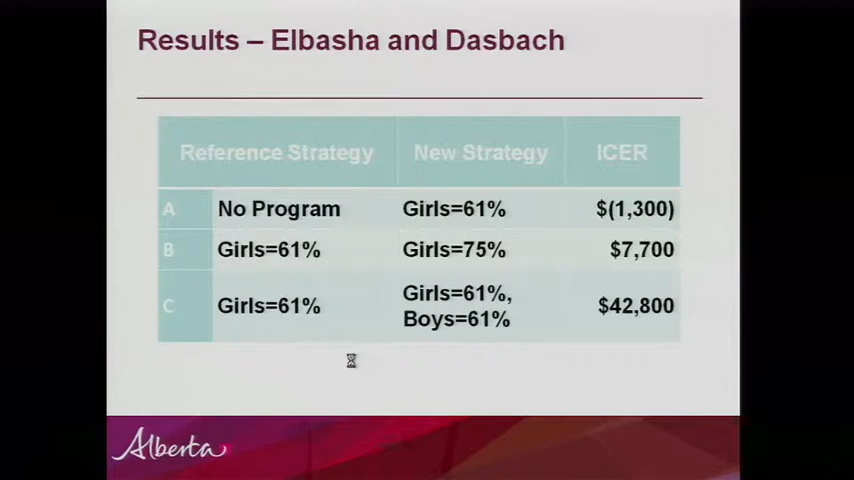 Results – Elbasha and Dasbach
Reference Strategy New Strategy ICER
A No Program Girls=61% $(1,300)
B Girls=61% Girls=75% $7,700
C Girls=61% Girls=61%, Boys=61% $42,800
Alberta